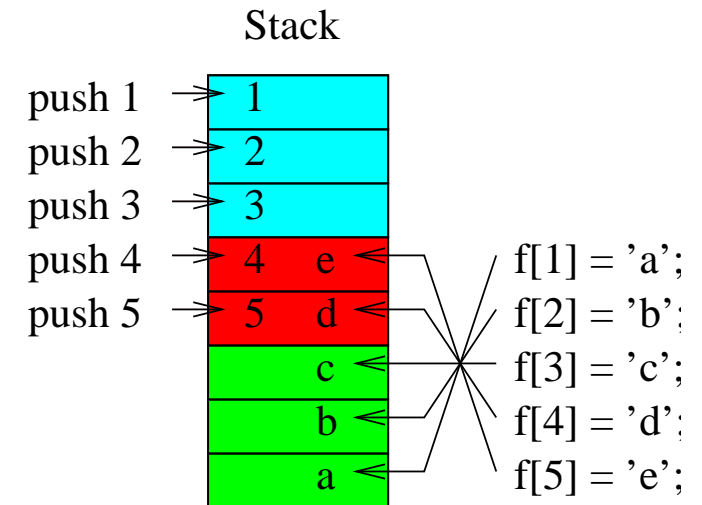 Stack
push 1 1
push 2 2
push 3 3
push 4 4 e f[1] = ’a’;
push 5 5 d f[2] = ’b’;
c f[3] = ’c’;
b f[4] = ’d’;
a f[5] = ’e’;